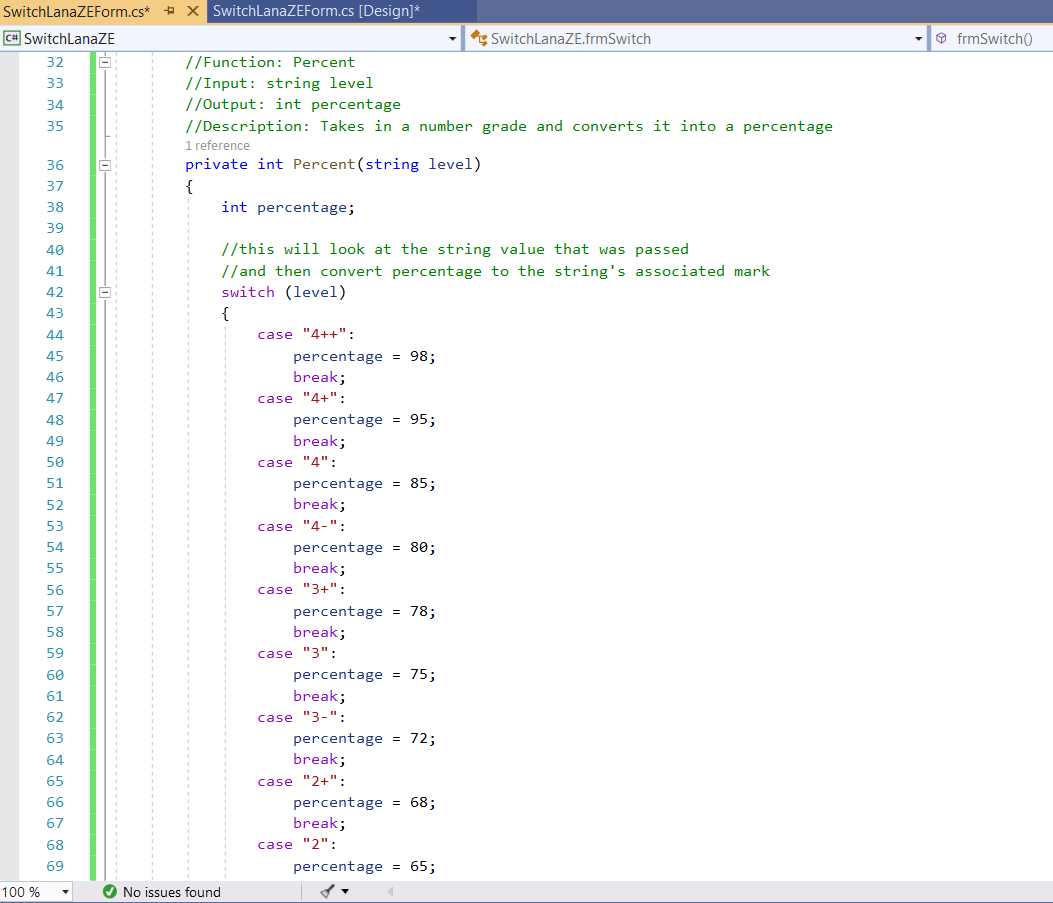 SwitchLanaZEForm.cs* SwitchLanaZEForm.cs [Design]*
C# SwitchLanaZE SwitchLanaZE.frmSwitch frmSwitch()
32 //Function: Percent
33 //Input: string level
34 //Output: int percentage
35 //Description: Takes in a number grade and converts it into a percentage
1 reference
36 private int Percent(string level)
37 {
38 int percentage;
39
40 //this will look at the string value that was passed
41 //and then convert percentage to the string's associated mark
42 switch (level)
43 {
44 case "4++":
45 percentage = 98;
46 break;
47 case "4+":
48 percentage = 95;
49 break;
50 case "4":
51 percentage = 85;
52 break;
53 case "4-":
54 percentage = 80;
55 break;
56 case "3+":
57 percentage = 78;
58 break;
59 case "3":
60 percentage = 75;
61 break;
62 case "3-":
63 percentage = 72;
64 break;
65 case "2+":
66 percentage = 68;
67 break;
68 case "2":
69 percentage = 65;
100 % No issues found